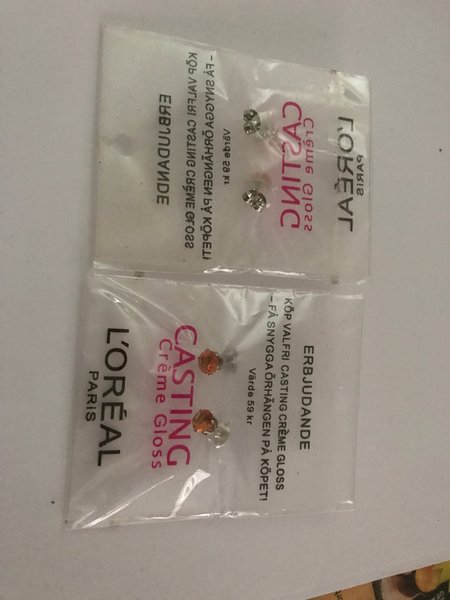 ERBJUDANDE
KÖP VALFRI CASTING CRÈME GLOSS
– FÅ SNYGGA ÖRHÄNGEN PÅ KÖPET!
Värde 59 kr
CASTING
Crème Gloss
L'ORÉAL
PARIS
ERBJUDANDE
KÖP VALFRI CASTING CRÈME GLOSS
– FÅ SNYGGA ÖRHÄNGEN PÅ KÖPET!
Värde 59 kr
CASTING
Crème Gloss
L'ORÉAL
PARIS